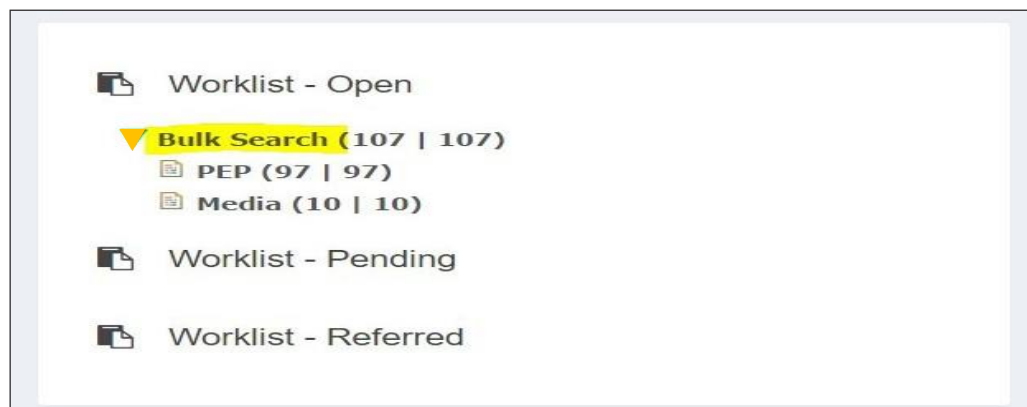 Worklist - Open
Bulk Search (107 | 107)
PEP (97 | 97)
Media (10 | 10)
Worklist - Pending
Worklist - Referred